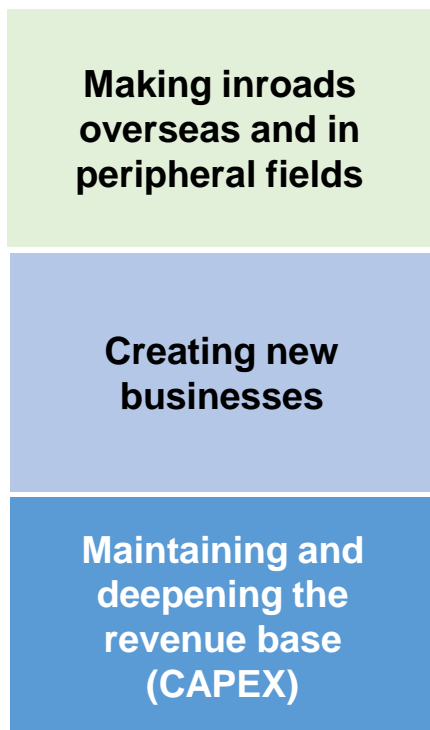 Making inroads
overseas and in
peripheral fields
Creating new
businesses
Maintaining and
deepening the
revenue base
(CAPEX)